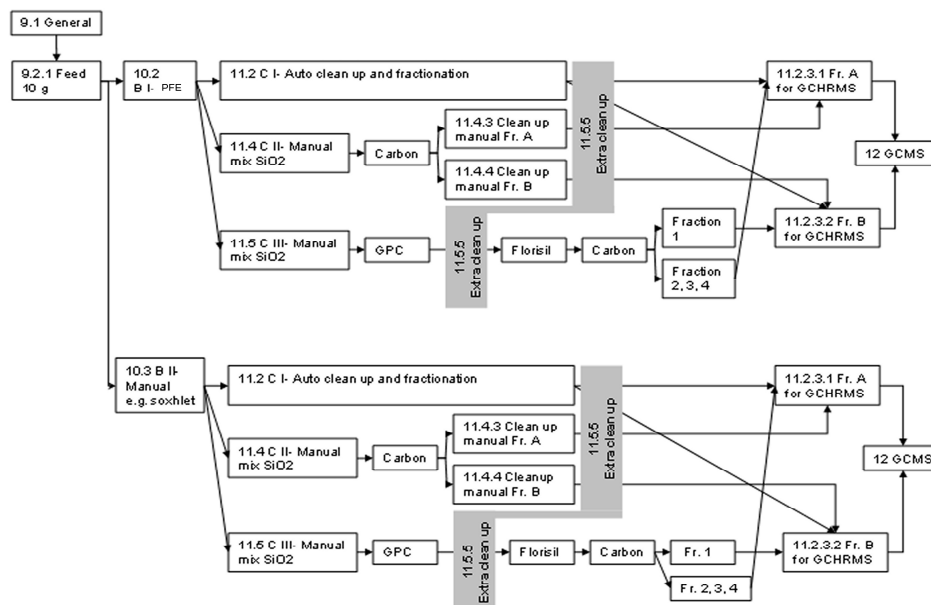 9.1 General
9.2.1 Feed
10 g
10.2
B I- PFE
11.2 C I- Auto clean up and fractionation
11.4 C II- Manual
mix SiO2
Carbon
11.4.3 Clean up
manual Fr. A
11.4.4 Clean up
manual Fr. B
11.5.5
Extra clean up
11.5 C III- Manual
mix SiO2
GPC
11.5.5
Extra clean up
Florisil
Carbon
Fraction
1
Fraction
2, 3, 4
11.2.3.1 Fr. A
for GCHRMS
11.2.3.2 Fr. B
for GCHRMS
12 GCMS
10.3 B II-
Manual
e.g. soxhlet
11.2 C I- Auto clean up and fractionation
11.4 C II- Manual
mix SiO2
Carbon
11.4.3 Clean up
manual Fr. A
11.4.4 Cleanup
manual Fr. B
11.5.5
Extra clean up
11.5 C III- Manual
mix SiO2
GPC
11.5.5
Extra clean up
Florisil
Carbon
Fr. 1
Fr. 2, 3, 4
11.2.3.1 Fr. A
for GCHRMS
11.2.3.2 Fr. B
for GCHRMS
12 GCMS